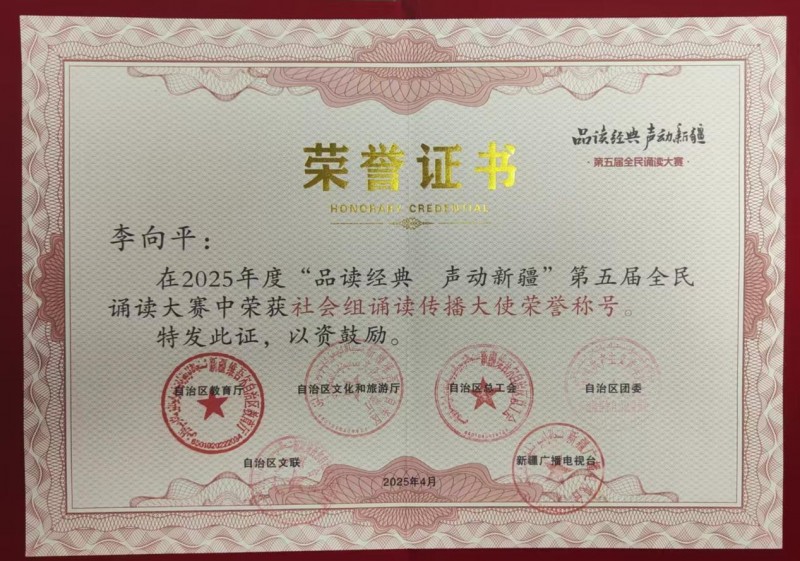 品读经典 声动新疆
·第五届全民诵读大赛·
荣誉证书
HONORARY CREDENTIAL
李向平：
在2025年度“品读经典 声动新疆”第五届全民
诵读大赛中荣获社会组诵读传播大使荣誉称号。
特发此证，以资鼓励。
自治区教育厅 自治区文化和旅游厅 自治区总工会 自治区团委
自治区文联 新疆广播电视台
2025年4月